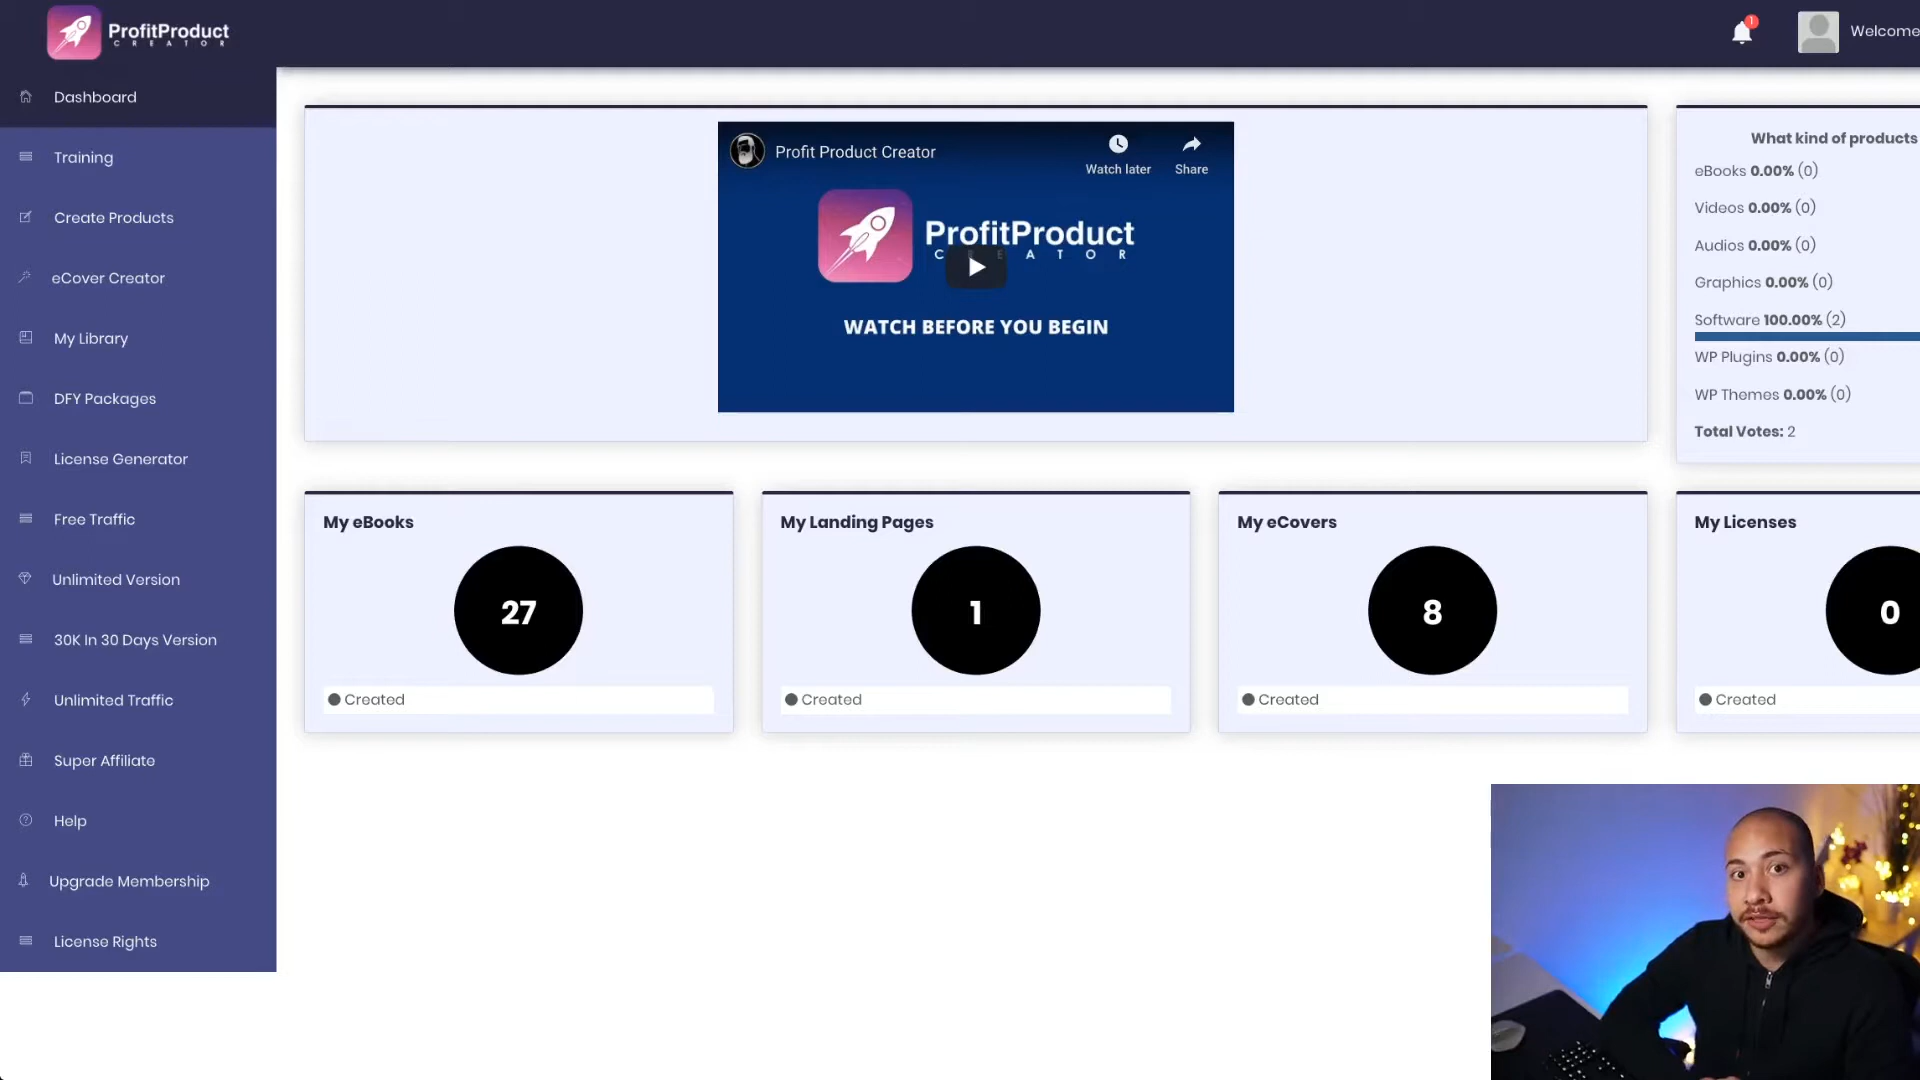 ProfitProduct
CREATOR
1
Welcome
Dashboard
Training
Create Products
eCover Creator
My Library
DFY Packages
License Generator
Free Traffic
Unlimited Version
30K In 30 Days Version
Unlimited Traffic
Super Affiliate
Help
Upgrade Membership
License Rights
Profit Product Creator
Watch later
Share
ProfitProduct
CREATOR
WATCH BEFORE YOU BEGIN
What kind of products
eBooks 0.00% (0)
Videos 0.00% (0)
Audios 0.00% (0)
Graphics 0.00% (0)
Software 100.00% (2)
WP Plugins 0.00% (0)
WP Themes 0.00% (0)
Total Votes: 2
My eBooks
27
Created
My Landing Pages
1
Created
My eCovers
8
Created
My Licenses
0
Created